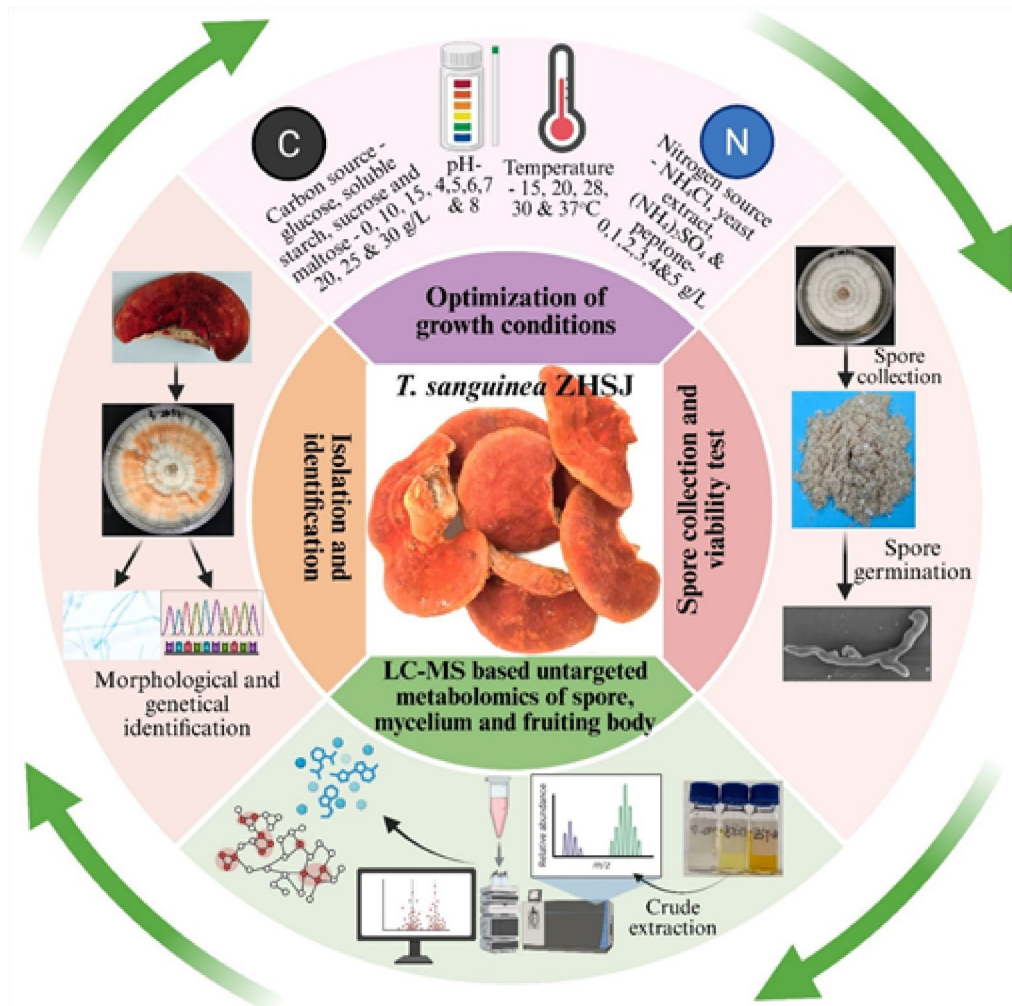 C
N
Carbon source -
glucose, soluble
starch, sucrose and
maltose - 0, 10, 15,
20, 25 & 30 g/L
pH-
4,5,6,7
& 8
Temperature
- 15, 20, 28,
30 & 37°C
Nitrogen source
- NH₄Cl, yeast
extract,
(NH₄)₂SO₄ &
peptone-
0,1,2,3,4&5 g/L
Optimization of
growth conditions
T. sanguinea ZHSJ
Isolation and
identification
Spore collection and
viability test
Spore
collection
Spore
germination
Morphological and
genetical
identification
LC-MS based untargeted
metabolomics of spore,
mycelium and fruiting body
Relative abundance
m/z
Crude
extraction